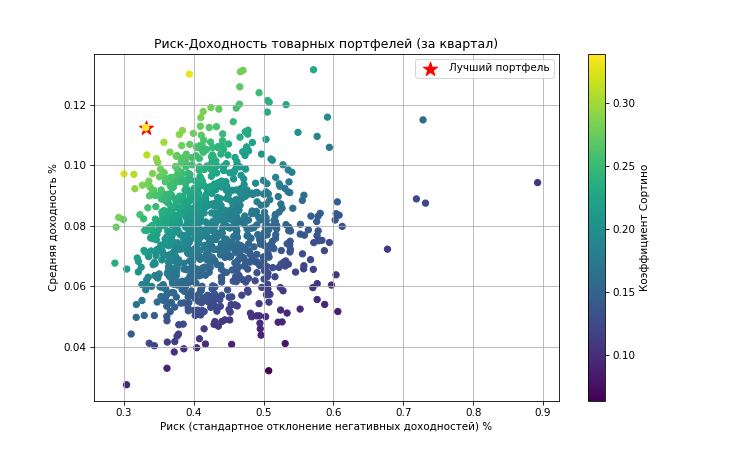 Риск-Доходность товарных портфелей (за квартал)
Лучший портфель
Средняя доходность %
0.12
0.10
0.08
0.06
0.04
0.3 0.4 0.5 0.6 0.7 0.8 0.9
Риск (стандартное отклонение негативных доходностей) %
0.30
0.25
0.20
0.15
0.10
Коэффициент Сортино